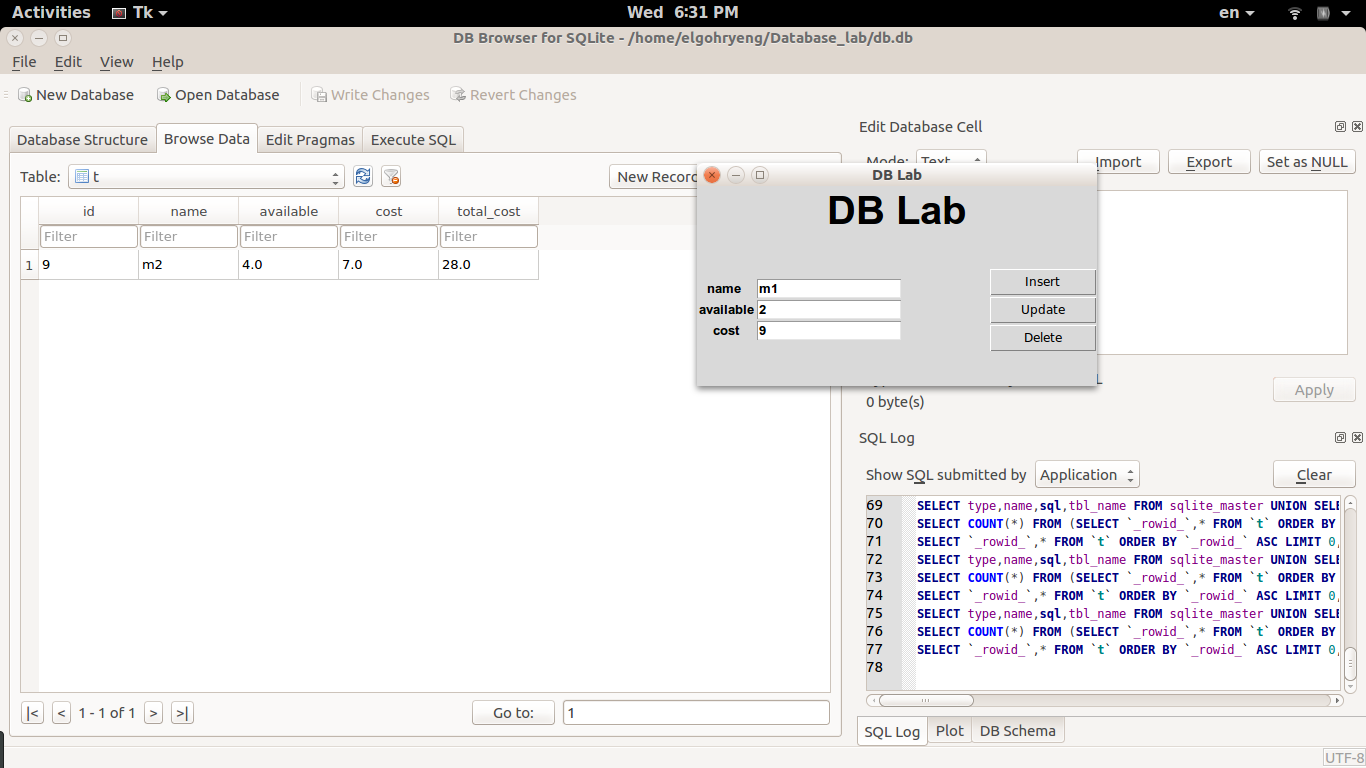 Activities Tk Wed 6:31 PM en
DB Browser for SQLite - /home/elgohryeng/Database_lab/db.db
File Edit View Help
New Database Open Database Write Changes Revert Changes
Database Structure Browse Data Edit Pragmas Execute SQL
Table: t New Record
id name available cost total_cost
Filter Filter Filter Filter Filter
1 9 m2 4.0 7.0 28.0
1 - 1 of 1 Go to: 1
Edit Database Cell
Mode: Text Import Export Set as NULL
DB Lab
DB Lab
name m1 Insert
available 2 Update
cost 9 Delete
Apply
0 byte(s)
SQL Log
Show SQL submitted by Application Clear
69 SELECT type,name,sql,tbl_name FROM sqlite_master UNION SELE
70 SELECT COUNT(*) FROM (SELECT `_rowid_`,* FROM `t` ORDER BY
71 SELECT `_rowid_`,* FROM `t` ORDER BY `_rowid_` ASC LIMIT 0,
72 SELECT type,name,sql,tbl_name FROM sqlite_master UNION SELE
73 SELECT COUNT(*) FROM (SELECT `_rowid_`,* FROM `t` ORDER BY
74 SELECT `_rowid_`,* FROM `t` ORDER BY `_rowid_` ASC LIMIT 0,
75 SELECT type,name,sql,tbl_name FROM sqlite_master UNION SELE
76 SELECT COUNT(*) FROM (SELECT `_rowid_`,* FROM `t` ORDER BY
77 SELECT `_rowid_`,* FROM `t` ORDER BY `_rowid_` ASC LIMIT 0,
78
SQL Log Plot DB Schema
UTF-8